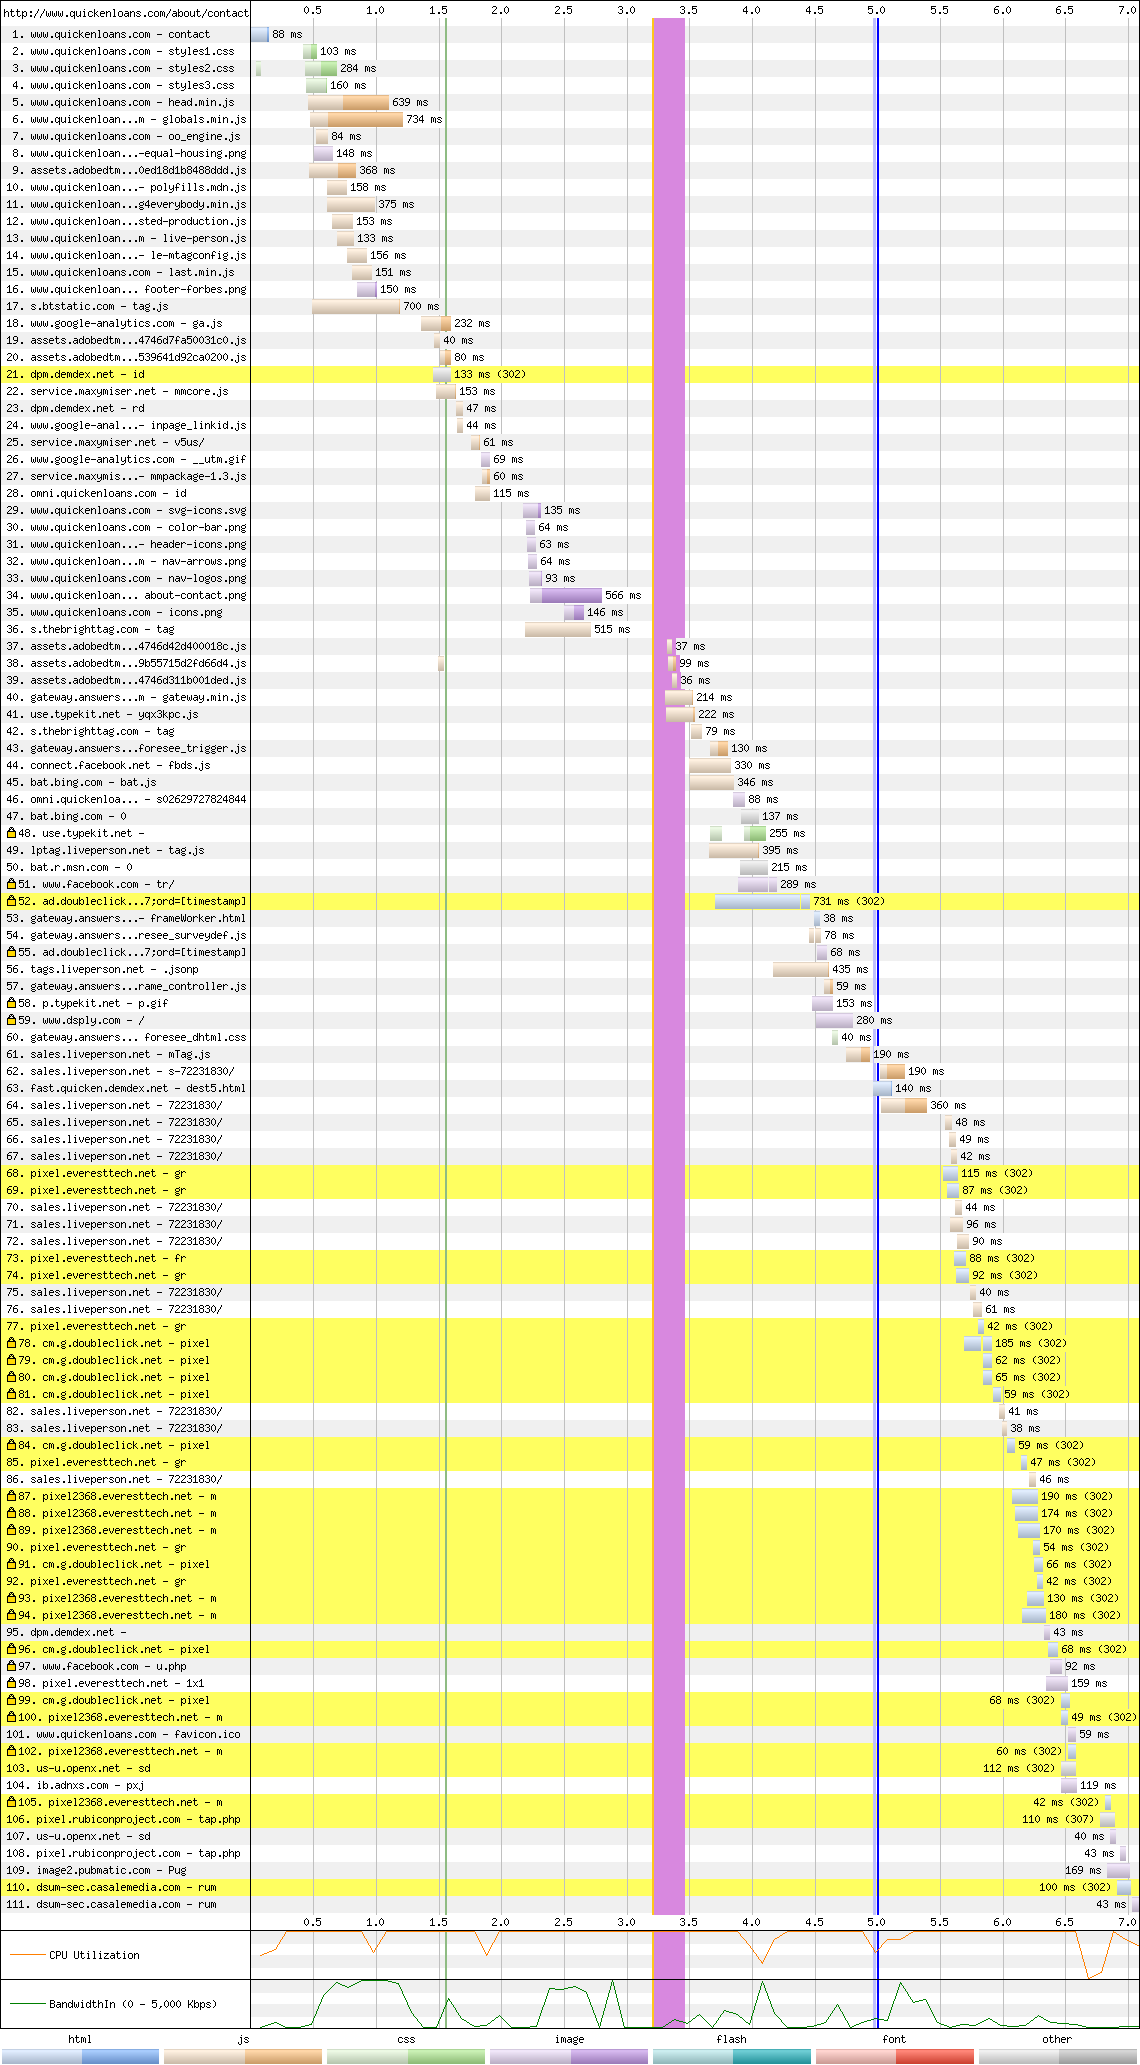 http://www.quickenloans.com/about/contact 0.5 1.0 1.5 2.0 2.5 3.0 3.5 4.0 4.5 5.0 5.5 6.0 6.5 7.0
1. www.quickenloans.com - contact 88 ms
2. www.quickenloans.com - styles1.css 103 ms
3. www.quickenloans.com - styles2.css 284 ms
4. www.quickenloans.com - styles3.css 160 ms
5. www.quickenloans.com - head.min.js 639 ms
6. www.quickenloan...m - globals.min.js 734 ms
7. www.quickenloans.com - oo_engine.js 84 ms
8. www.quickenloan...-equal-housing.png 148 ms
9. assets.adobedtm...0ed18d1b8488ddd.js 368 ms
10. www.quickenloan...- polyfills.mdn.js 158 ms
11. www.quickenloan...g4everybody.min.js 375 ms
12. www.quickenloan...sted-production.js 153 ms
13. www.quickenloan...m - live-person.js 133 ms
14. www.quickenloan...- le-mtagconfig.js 156 ms
15. www.quickenloans.com - last.min.js 151 ms
16. www.quickenloan... footer-forbes.png 150 ms
17. s.btstatic.com - tag.js 700 ms
18. www.google-analytics.com - ga.js 232 ms
19. assets.adobedtm...4746d7fa50031c0.js 40 ms
20. assets.adobedtm...539641d92ca0200.js 80 ms
21. dpm.demdex.net - id 133 ms (302)
22. service.maxymiser.net - mmcore.js 153 ms
23. dpm.demdex.net - rd 47 ms
24. www.google-anal...- inpage_linkid.js 44 ms
25. service.maxymiser.net - v5us/ 61 ms
26. www.google-analytics.com - __utm.gif 69 ms
27. service.maxymis...- mmpackage-1.3.js 60 ms
28. omni.quickenloans.com - id 115 ms
29. www.quickenloans.com - svg-icons.svg 135 ms
30. www.quickenloans.com - color-bar.png 64 ms
31. www.quickenloan...- header-icons.png 63 ms
32. www.quickenloan...m - nav-arrows.png 64 ms
33. www.quickenloans.com - nav-logos.png 93 ms
34. www.quickenloan... about-contact.png 566 ms
35. www.quickenloans.com - icons.png 146 ms
36. s.thebrighttag.com - tag 515 ms
37. assets.adobedtm...4746d42d400018c.js 37 ms
38. assets.adobedtm...9b55715d2fd66d4.js 99 ms
39. assets.adobedtm...4746d311b001ded.js 36 ms
40. gateway.answers...m - gateway.min.js 214 ms
41. use.typekit.net - yqx3kpc.js 222 ms
42. s.thebrighttag.com - tag 79 ms
43. gateway.answers...foresee_trigger.js 130 ms
44. connect.facebook.net - fbds.js 330 ms
45. bat.bing.com - bat.js 346 ms
46. omni.quickenloa... - s02629727824844 88 ms
47. bat.bing.com - 0 137 ms
48. use.typekit.net - 255 ms
49. lptag.liveperson.net - tag.js 395 ms
50. bat.r.msn.com - 0 215 ms
51. www.facebook.com - tr/ 289 ms
52. ad.doubleclick...7;ord=[timestamp] 731 ms (302)
53. gateway.answers...- frameWorker.html 38 ms
54. gateway.answers...resee_surveydef.js 78 ms
55. ad.doubleclick...7;ord=[timestamp] 68 ms
56. tags.liveperson.net - .jsonp 435 ms
57. gateway.answers...rame_controller.js 59 ms
58. p.typekit.net - p.gif 153 ms
59. www.dsply.com - / 280 ms
60. gateway.answers... foresee_dhtml.css 40 ms
61. sales.liveperson.net - mTag.js 190 ms
62. sales.liveperson.net - s-72231830/ 190 ms
63. fast.quicken.demdex.net - dest5.html 140 ms
64. sales.liveperson.net - 72231830/ 360 ms
65. sales.liveperson.net - 72231830/ 48 ms
66. sales.liveperson.net - 72231830/ 49 ms
67. sales.liveperson.net - 72231830/ 42 ms
68. pixel.everesttech.net - gr 115 ms (302)
69. pixel.everesttech.net - gr 87 ms (302)
70. sales.liveperson.net - 72231830/ 44 ms
71. sales.liveperson.net - 72231830/ 96 ms
72. sales.liveperson.net - 72231830/ 90 ms
73. pixel.everesttech.net - fr 88 ms (302)
74. pixel.everesttech.net - gr 92 ms (302)
75. sales.liveperson.net - 72231830/ 40 ms
76. sales.liveperson.net - 72231830/ 61 ms
77. pixel.everesttech.net - gr 42 ms (302)
78. cm.g.doubleclick.net - pixel 185 ms (302)
79. cm.g.doubleclick.net - pixel 62 ms (302)
80. cm.g.doubleclick.net - pixel 65 ms (302)
81. cm.g.doubleclick.net - pixel 59 ms (302)
82. sales.liveperson.net - 72231830/ 41 ms
83. sales.liveperson.net - 72231830/ 38 ms
84. cm.g.doubleclick.net - pixel 59 ms (302)
85. pixel.everesttech.net - gr 47 ms (302)
86. sales.liveperson.net - 72231830/ 46 ms
87. pixel2368.everesttech.net - m 190 ms (302)
88. pixel2368.everesttech.net - m 174 ms (302)
89. pixel2368.everesttech.net - m 170 ms (302)
90. pixel.everesttech.net - gr 54 ms (302)
91. cm.g.doubleclick.net - pixel 66 ms (302)
92. pixel.everesttech.net - gr 42 ms (302)
93. pixel2368.everesttech.net - m 130 ms (302)
94. pixel2368.everesttech.net - m 180 ms (302)
95. dpm.demdex.net - 43 ms
96. cm.g.doubleclick.net - pixel 68 ms (302)
97. www.facebook.com - u.php 92 ms
98. pixel.everesttech.net - 1x1 159 ms
99. cm.g.doubleclick.net - pixel 68 ms (302)
100. pixel2368.everesttech.net - m 49 ms (302)
101. www.quickenloans.com - favicon.ico 59 ms
102. pixel2368.everesttech.net - m 60 ms (302)
103. us-u.openx.net - sd 112 ms (302)
104. ib.adnxs.com - pxj 119 ms
105. pixel2368.everesttech.net - m 42 ms (302)
106. pixel.rubiconproject.com - tap.php 110 ms (307)
107. us-u.openx.net - sd 40 ms
108. pixel.rubiconproject.com - tap.php 43 ms
109. image2.pubmatic.com - Pug 169 ms
110. dsum-sec.casalemedia.com - rum 100 ms (302)
111. dsum-sec.casalemedia.com - rum 43 ms
0.5 1.0 1.5 2.0 2.5 3.0 3.5 4.0 4.5 5.0 5.5 6.0 6.5 7.0
CPU Utilization
BandwidthIn (0 - 5,000 Kbps)
html js css image flash font other